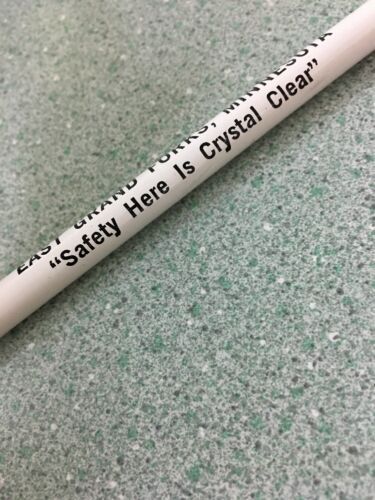 EAST GRAND FORKS, MINNESOTA
“Safety Here Is Crystal Clear”